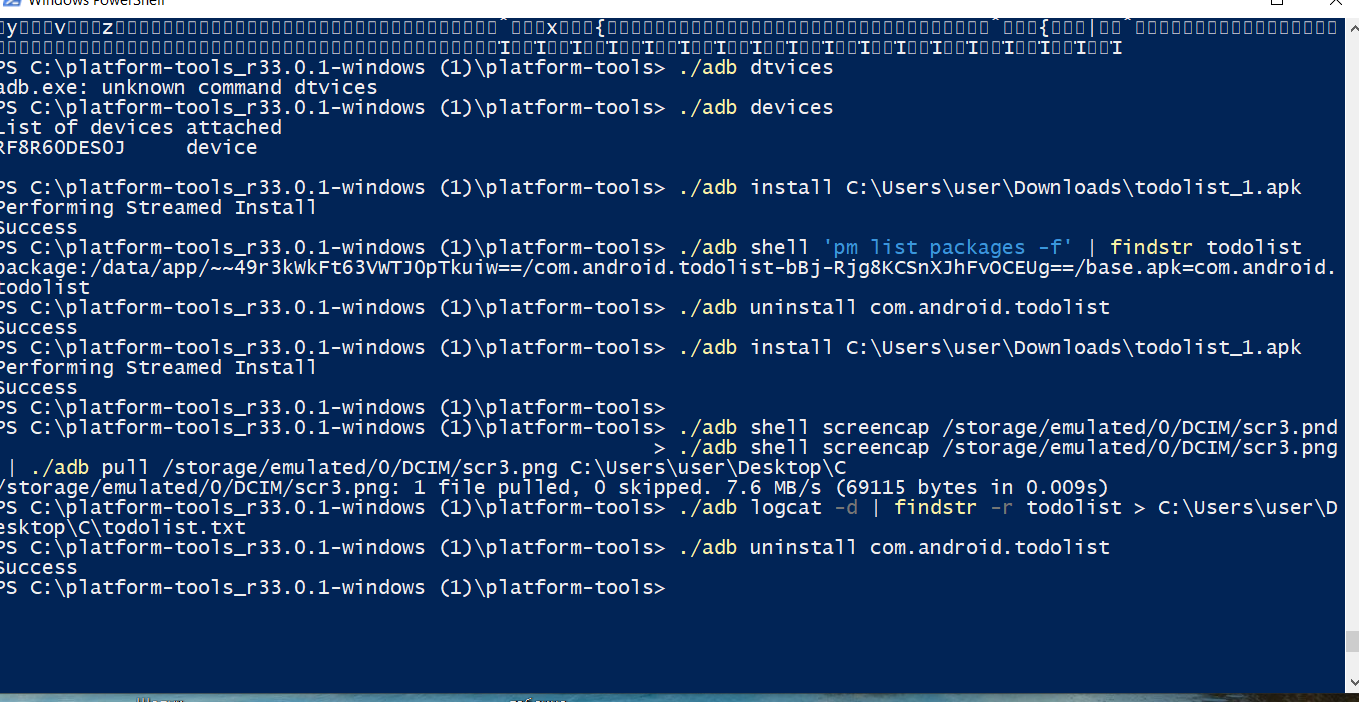 Windows PowerShell
y v z ^ x { ^ { | ^
I I I I I I I I I I I I I I I I I I
PS C:\platform-tools_r33.0.1-windows (1)\platform-tools> ./adb dtvices
adb.exe: unknown command dtvices
PS C:\platform-tools_r33.0.1-windows (1)\platform-tools> ./adb devices
List of devices attached
RF8R60DES0J device
PS C:\platform-tools_r33.0.1-windows (1)\platform-tools> ./adb install C:\Users\user\Downloads\todolist_1.apk
Performing Streamed Install
Success
PS C:\platform-tools_r33.0.1-windows (1)\platform-tools> ./adb shell 'pm list packages -f' | findstr todolist
package:/data/app/~~49r3kWkFt63VWTJ0pTkuiw==/com.android.todolist-bBj-Rjg8KCSnXJhFvOCEUg==/base.apk=com.android.
todolist
PS C:\platform-tools_r33.0.1-windows (1)\platform-tools> ./adb uninstall com.android.todolist
Success
PS C:\platform-tools_r33.0.1-windows (1)\platform-tools> ./adb install C:\Users\user\Downloads\todolist_1.apk
Performing Streamed Install
Success
PS C:\platform-tools_r33.0.1-windows (1)\platform-tools>
PS C:\platform-tools_r33.0.1-windows (1)\platform-tools> ./adb shell screencap /storage/emulated/0/DCIM/scr3.pnd
> ./adb shell screencap /storage/emulated/0/DCIM/scr3.png
| ./adb pull /storage/emulated/0/DCIM/scr3.png C:\Users\user\Desktop\C
/storage/emulated/0/DCIM/scr3.png: 1 file pulled, 0 skipped. 7.6 MB/s (69115 bytes in 0.009s)
PS C:\platform-tools_r33.0.1-windows (1)\platform-tools> ./adb logcat -d | findstr -r todolist > C:\Users\user\D
esktop\C\todolist.txt
PS C:\platform-tools_r33.0.1-windows (1)\platform-tools> ./adb uninstall com.android.todolist
Success
PS C:\platform-tools_r33.0.1-windows (1)\platform-tools>